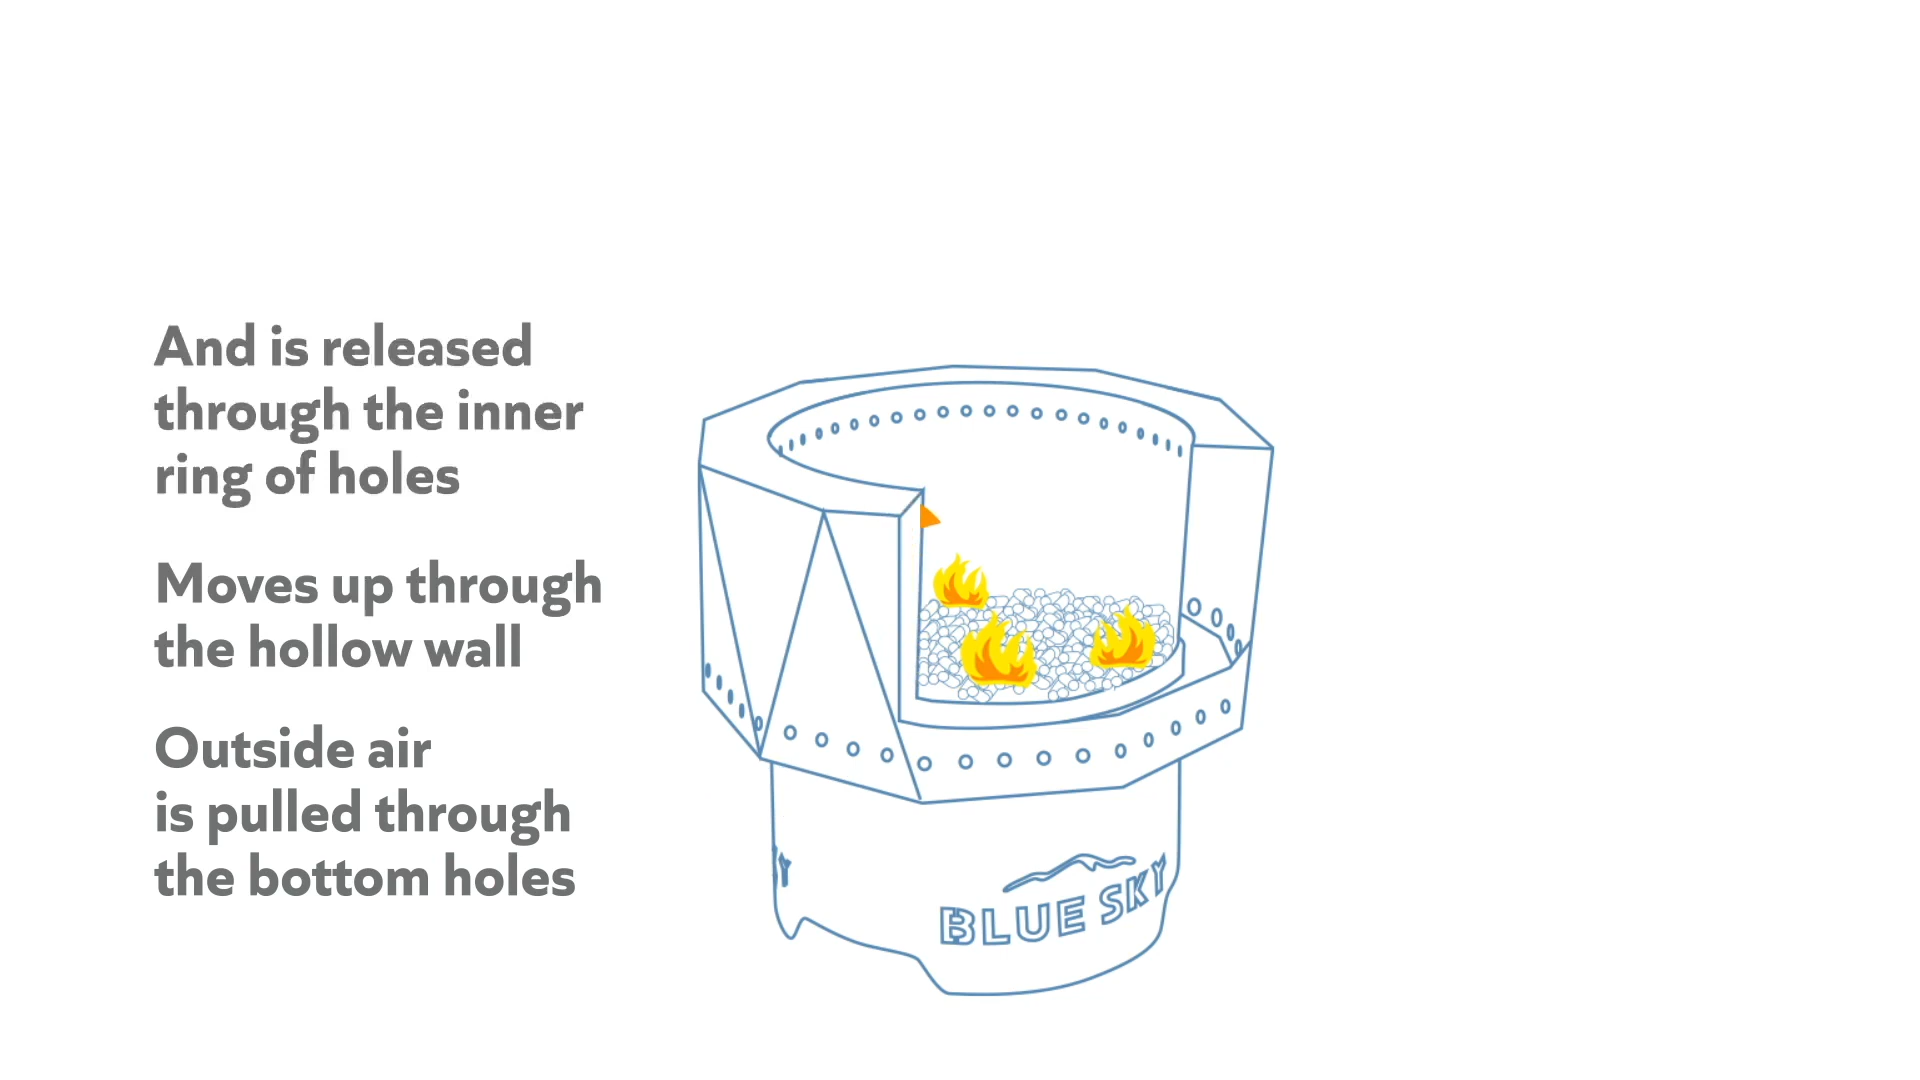 And is released
through the inner
ring of holes
Moves up through
the hollow wall
Outside air
is pulled through
the bottom holes
Y
BLUE SKY